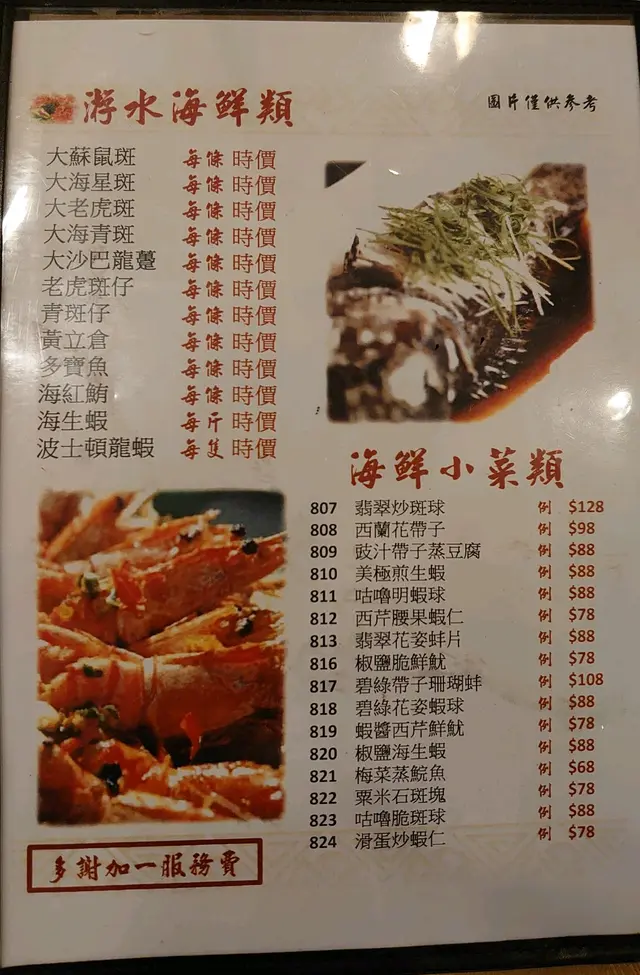 游水海鮮類
圖片僅供參考
大蘇鼠斑 每條 時價
大海星斑 每條 時價
大老虎斑 每條 時價
大海青斑 每條 時價
大沙巴龍躉 每條 時價
老虎斑仔 每條 時價
青斑仔 每條 時價
黃立倉 每條 時價
多寶魚 每條 時價
海紅鮋 每條 時價
海生蝦 每斤 時價
波士頓龍蝦 每隻 時價
海鮮小菜類
807 翡翠炒斑球 例 $128
808 西蘭花帶子 例 $98
809 豉汁帶子蒸豆腐 例 $88
810 美極煎生蝦 例 $88
811 咕嚕明蝦球 例 $88
812 西芹腰果蝦仁 例 $78
813 翡翠花姿蚌片 例 $88
816 椒鹽脆鮮魷 例 $78
817 碧綠帶子珊瑚蚌 例 $108
818 碧綠花姿蝦球 例 $88
819 蝦醬西芹鮮魷 例 $78
820 椒鹽海生蝦 例 $88
821 梅菜蒸鯇魚 例 $68
822 粟米石斑塊 例 $78
823 咕嚕脆斑球 例 $88
824 滑蛋炒蝦仁 例 $78
多謝加一服務費